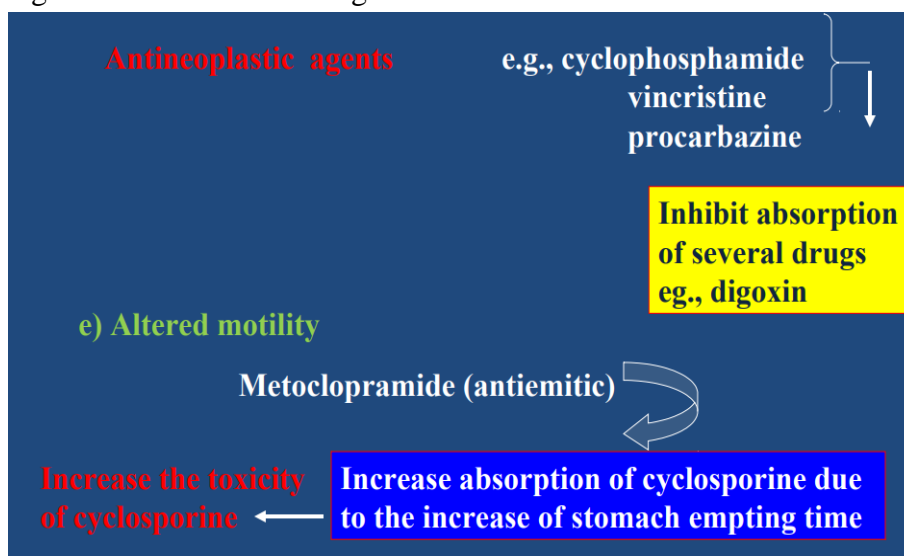 Antineoplastic agents
e.g., cyclophosphamide
vincristine
procarbazine
Inhibit absorption
of several drugs
eg., digoxin
e) Altered motility
Metoclopramide (antiemitic)
Increase the toxicity
of cyclosporine
Increase absorption of cyclosporine due
to the increase of stomach empting time